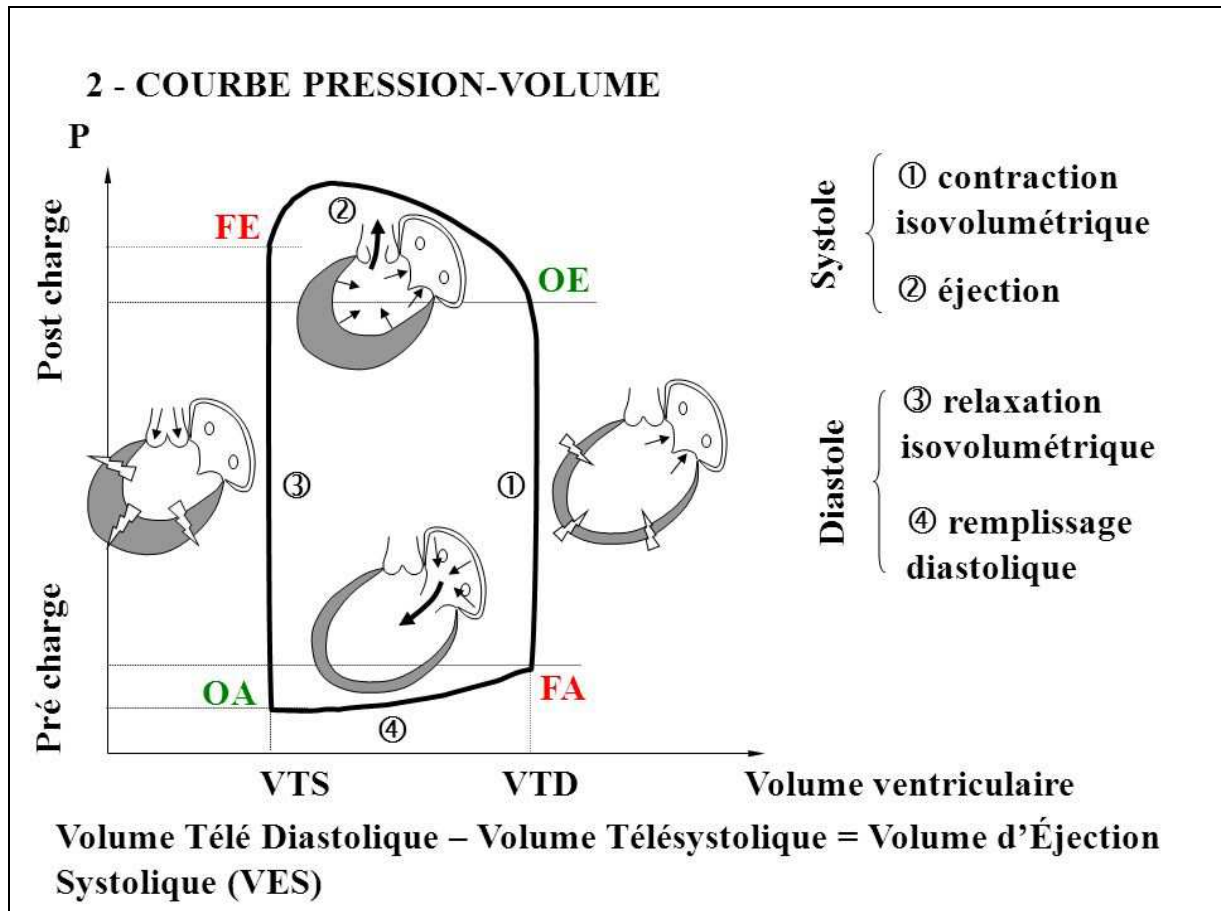 2 - COURBE PRESSION-VOLUME
P
Post charge
Pré charge
FE
②
OE
③
①
OA
FA
④
VTS
VTD
Volume ventriculaire
Systole
① contraction
isovolumétrique
② éjection
Diastole
③ relaxation
isovolumétrique
④ remplissage
diastolique
Volume Télé Diastolique – Volume Télésystolique = Volume d’Éjection
Systolique (VES)